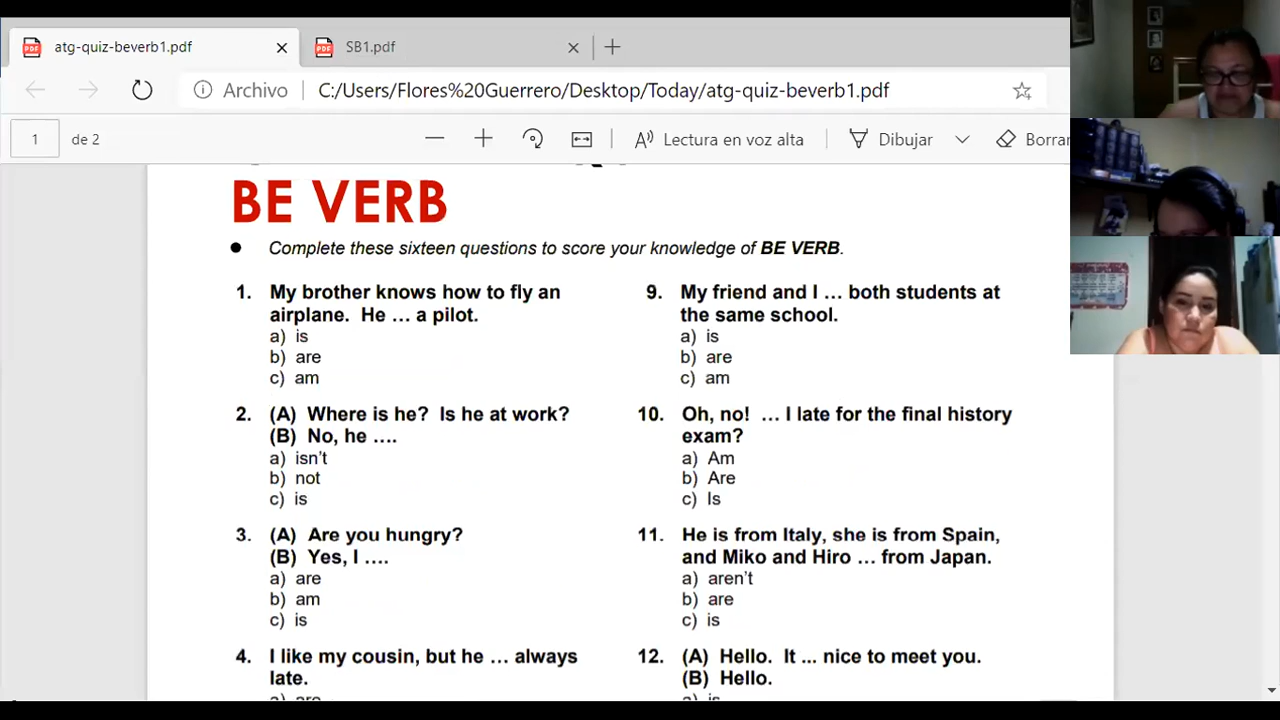 atg-quiz-beverb1.pdf
SB1.pdf
Archivo
C:/Users/Flores%20Guerrero/Desktop/Today/atg-quiz-beverb1.pdf
1 de 2
Lectura en voz alta
Dibujar
Borrar
BE VERB
● Complete these sixteen questions to score your knowledge of BE VERB.
1. My brother knows how to fly an
airplane. He … a pilot.
a) is
b) are
c) am
2. (A) Where is he? Is he at work?
(B) No, he ….
a) isn't
b) not
c) is
3. (A) Are you hungry?
(B) Yes, I ….
a) are
b) am
c) is
4. I like my cousin, but he … always
late.
a) are
9. My friend and I … both students at
the same school.
a) is
b) are
c) am
10. Oh, no! … I late for the final history
exam?
a) Am
b) Are
c) Is
11. He is from Italy, she is from Spain,
and Miko and Hiro … from Japan.
a) aren't
b) are
c) is
12. (A) Hello. It ... nice to meet you.
(B) Hello.
a) is